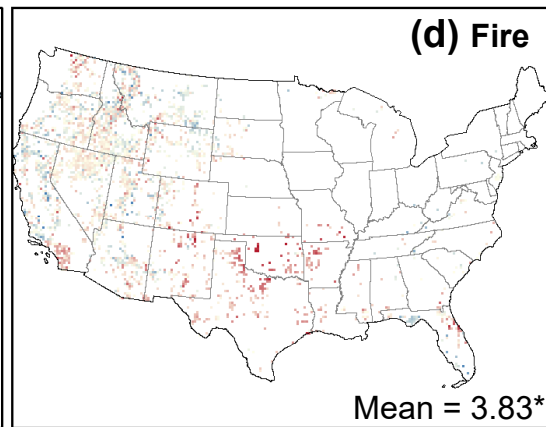 (d) Fire
Mean = 3.83*